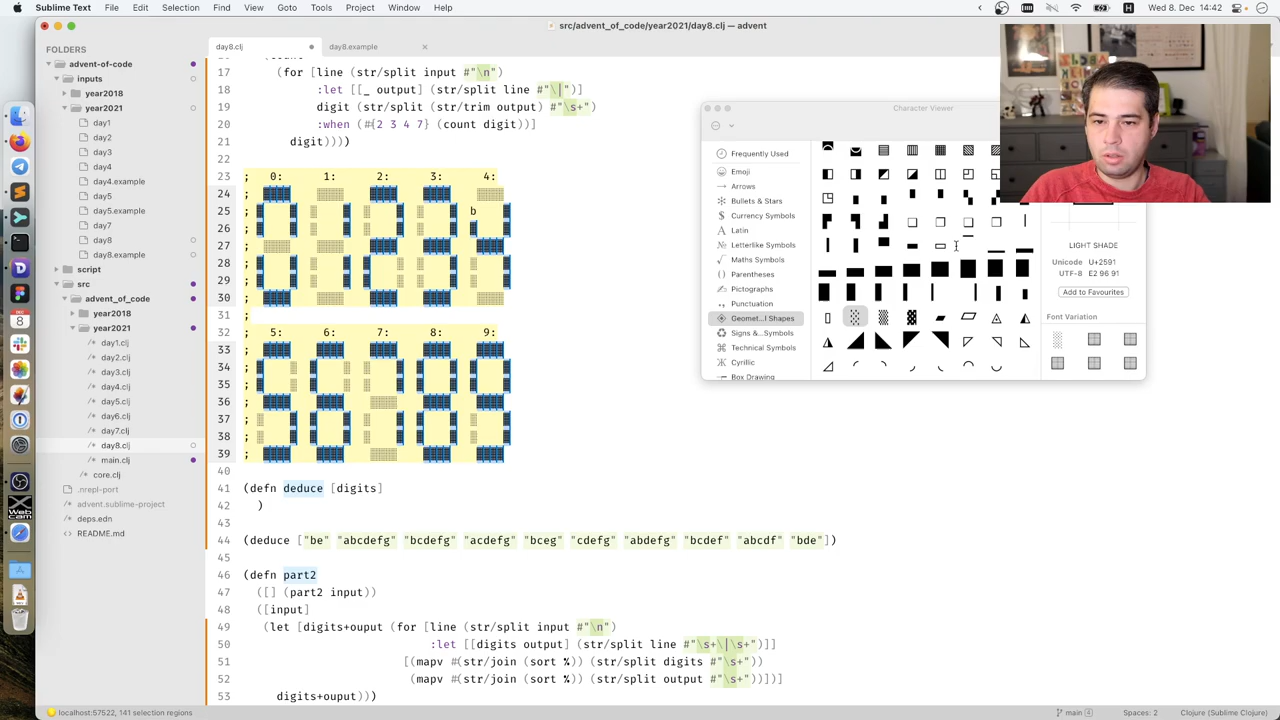 Sublime Text File Edit Selection Find View Goto Tools Project Window Help
Wed 8. Dec 14:42
src/advent_of_code/year2021/day8.clj — advent
FOLDERS
advent-of-code
inputs
year2018
year2021
day1
day2
day3
day4
day4.example
day5
day5.example
day7
day8
day8.example
script
src
advent_of_code
year2018
year2021
day1.clj
day2.clj
day3.clj
day4.clj
day5.clj
day6.clj
day7.clj
day8.clj
main.clj
core.clj
.nrepl-port
advent.sublime-project
deps.edn
README.md
day8.clj
day8.example
17 (for [line (str/split input #"\n")
18 :let [[_ output] (str/split line #"\|")]
19 digit (str/split (str/trim output) #"\s+")
20 :when (#{2 3 4 7} (count digit))]
21 digit))))
22
23 ; 0: 1: 2: 3: 4:
24 ;
25 ; b
26 ;
27 ;
28 ;
29 ;
30 ;
31 ;
32 ; 5: 6: 7: 8: 9:
33 ;
34 ;
35 ;
36 ;
37 ;
38 ;
39 ;
40
41 (defn deduce [digits]
42 )
43
44 (deduce ["be" "abcdefg" "bcdefg" "acdefg" "bceg" "cdefg" "abdefg" "bcdef" "abcdf" "bde"])
45
46 (defn part2
47 ([] (part2 input))
48 ([input]
49 (let [digits+ouput (for [line (str/split input #"\n")
50 :let [[digits output] (str/split line #"\s+\|\s+")]]
51 [(mapv #(str/join (sort %)) (str/split digits #"\s+"))
52 (mapv #(str/join (sort %)) (str/split output #"\s+"))])]
53 digits+ouput)))
Character Viewer
Frequently Used
Emoji
Arrows
Bullets & Stars
Currency Symbols
Latin
Letterlike Symbols
Maths Symbols
Parentheses
Pictographs
Punctuation
Geomet...l Shapes
Signs &...Symbols
Technical Symbols
Cyrillic
Box Drawing
LIGHT SHADE
Unicode U+2591
UTF-8 E2 96 91
Add to Favourites
Font Variation
localhost:57522, 141 selection regions
main 4
Spaces: 2
Clojure (Sublime Clojure)